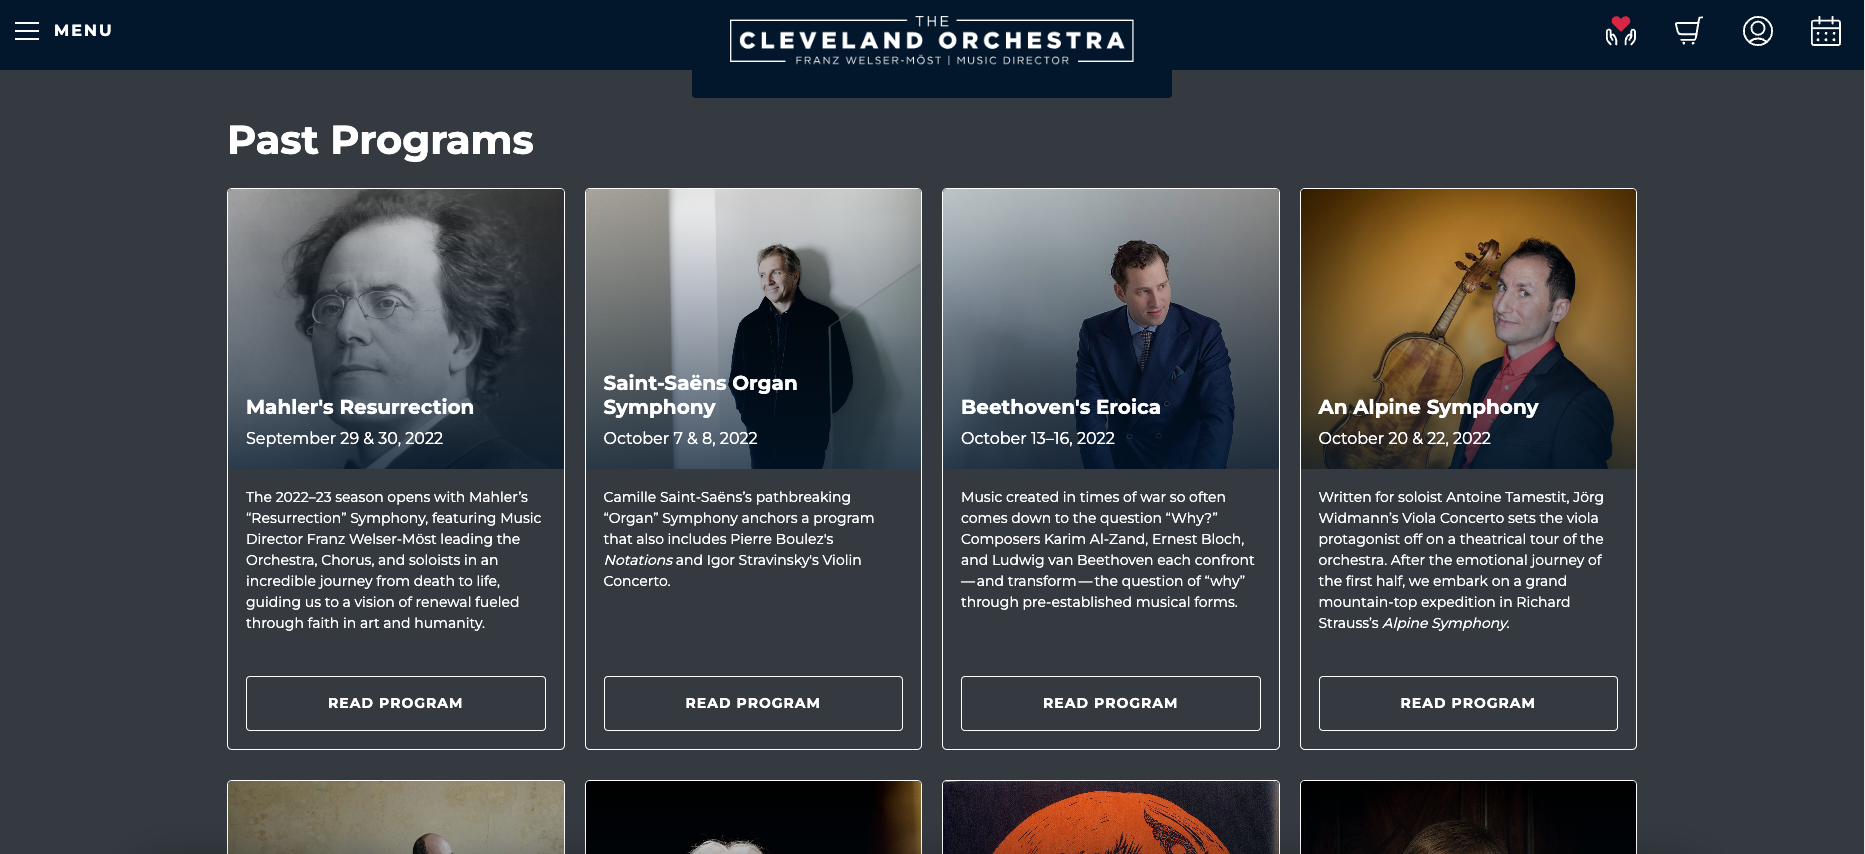 MENU
THE
CLEVELAND ORCHESTRA
FRANZ WELSER-MÖST | MUSIC DIRECTOR
Past Programs
Mahler's Resurrection
September 29 & 30, 2022
The 2022–23 season opens with Mahler’s
“Resurrection” Symphony, featuring Music
Director Franz Welser-Möst leading the
Orchestra, Chorus, and soloists in an
incredible journey from death to life,
guiding us to a vision of renewal fueled
through faith in art and humanity.
READ PROGRAM
Saint-Saëns Organ
Symphony
October 7 & 8, 2022
Camille Saint-Saëns’s pathbreaking
“Organ” Symphony anchors a program
that also includes Pierre Boulez's
Notations and Igor Stravinsky's Violin
Concerto.
READ PROGRAM
Beethoven's Eroica
October 13–16, 2022
Music created in times of war so often
comes down to the question “Why?”
Composers Karim Al-Zand, Ernest Bloch,
and Ludwig van Beethoven each confront
—and transform—the question of “why”
through pre-established musical forms.
READ PROGRAM
An Alpine Symphony
October 20 & 22, 2022
Written for soloist Antoine Tamestit, Jörg
Widmann’s Viola Concerto sets the viola
protagonist off on a theatrical tour of the
orchestra. After the emotional journey of
the first half, we embark on a grand
mountain-top expedition in Richard
Strauss’s Alpine Symphony.
READ PROGRAM